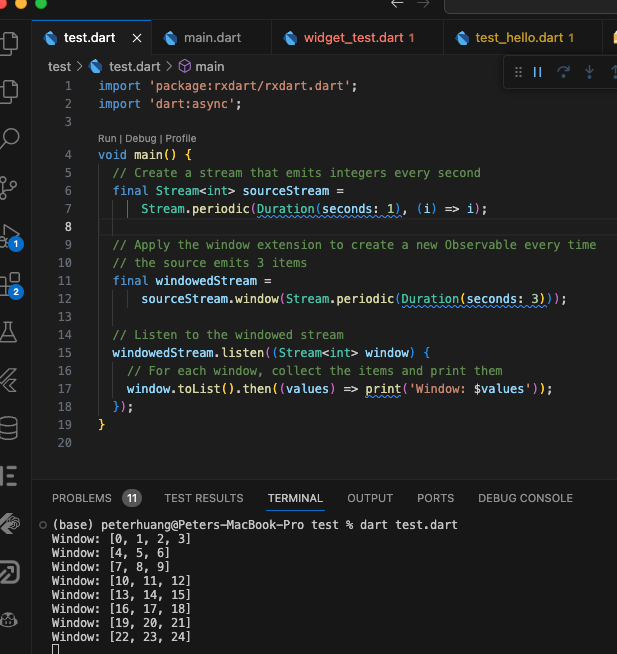 test.dart
main.dart
widget_test.dart 1
test_hello.dart 1
test > test.dart > main
1 import 'package:rxdart/rxdart.dart';
2 import 'dart:async';
3
Run | Debug | Profile
4 void main() {
5 // Create a stream that emits integers every second
6 final Stream<int> sourceStream =
7 Stream.periodic(Duration(seconds: 1), (i) => i);
8
9 // Apply the window extension to create a new Observable every time
10 // the source emits 3 items
11 final windowedStream =
12 sourceStream.window(Stream.periodic(Duration(seconds: 3)));
13
14 // Listen to the windowed stream
15 windowedStream.listen((Stream<int> window) {
16 // For each window, collect the items and print them
17 window.toList().then((values) => print('Window: $values'));
18 });
19 }
20
1
2
PROBLEMS 11 TEST RESULTS TERMINAL OUTPUT PORTS DEBUG CONSOLE
(base) peterhuang@Peters-MacBook-Pro test % dart test.dart
Window: [0, 1, 2, 3]
Window: [4, 5, 6]
Window: [7, 8, 9]
Window: [10, 11, 12]
Window: [13, 14, 15]
Window: [16, 17, 18]
Window: [19, 20, 21]
Window: [22, 23, 24]